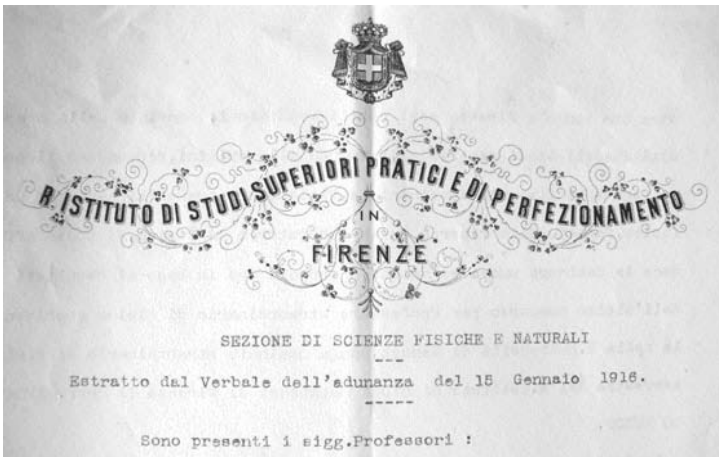 R. ISTITUTO DI STUDI SUPERIORI PRATICI E DI PERFEZIONAMENTO
IN
FIRENZE
SEZIONE DI SCIENZE FISICHE E NATURALI
Estratto dal Verbale dell'adunanza del 15 Gennaio 1916.
Sono presenti i sigg.Professori :